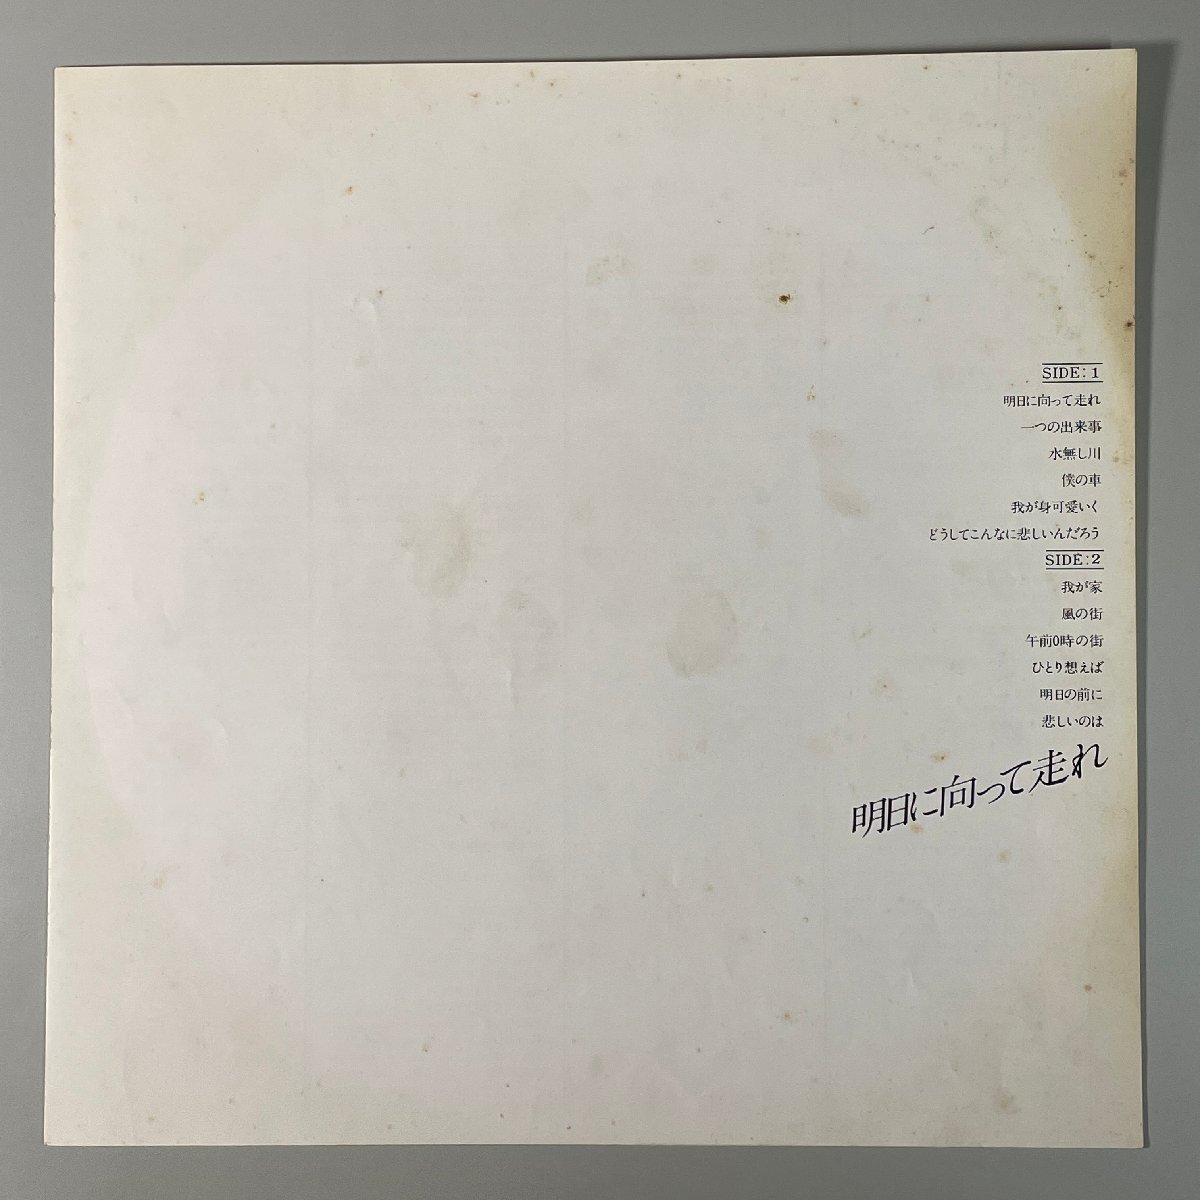 SIDE: 1
明日に向って走れ
一つの出来事
水無し川
僕の車
我が身可愛いく
どうしてこんなに悲しいんだろう
SIDE: 2
我が家
風の街
午前0時の街
ひとり想えば
明日の前に
悲しいのは
明日に向って走れ